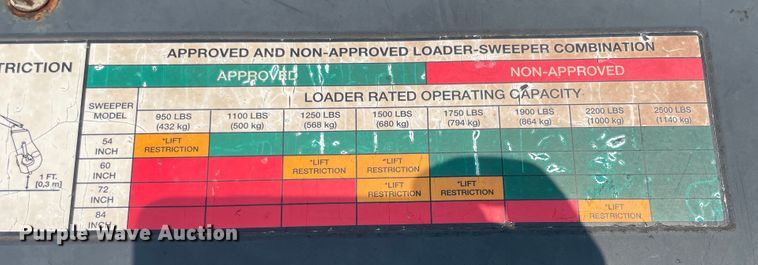 TRICTION
1 FT.
[0,3 m]
APPROVED AND NON-APPROVED LOADER-SWEEPER COMBINATION
APPROVED
NON-APPROVED
LOADER RATED OPERATING CAPACITY
SWEEPER MODEL
950 LBS (432 kg)
1100 LBS (500 kg)
1250 LBS (568 kg)
1500 LBS (680 kg)
1750 LBS (794 kg)
1900 LBS (864 kg)
2200 LBS (1000 kg)
2500 LBS (1140 kg)
54 INCH
*LIFT RESTRICTION
60 INCH
*LIFT RESTRICTION
*LIFT RESTRICTION
72 INCH
*LIFT RESTRICTION
*LIFT RESTRICTION
84 INCH
*LIFT RESTRICTION
Purple Wave Auction